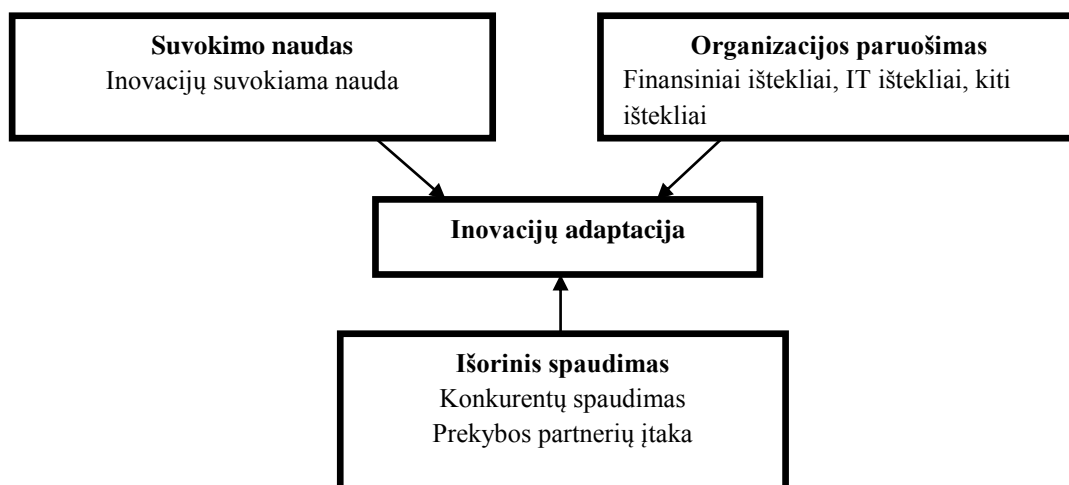 Suvokimo naudas
Inovacijų suvokiama nauda
Organizacijos paruošimas
Finansiniai ištekliai, IT ištekliai, kiti
ištekliai
Inovacijų adaptacija
Išorinis spaudimas
Konkurentų spaudimas
Prekybos partnerių įtaka